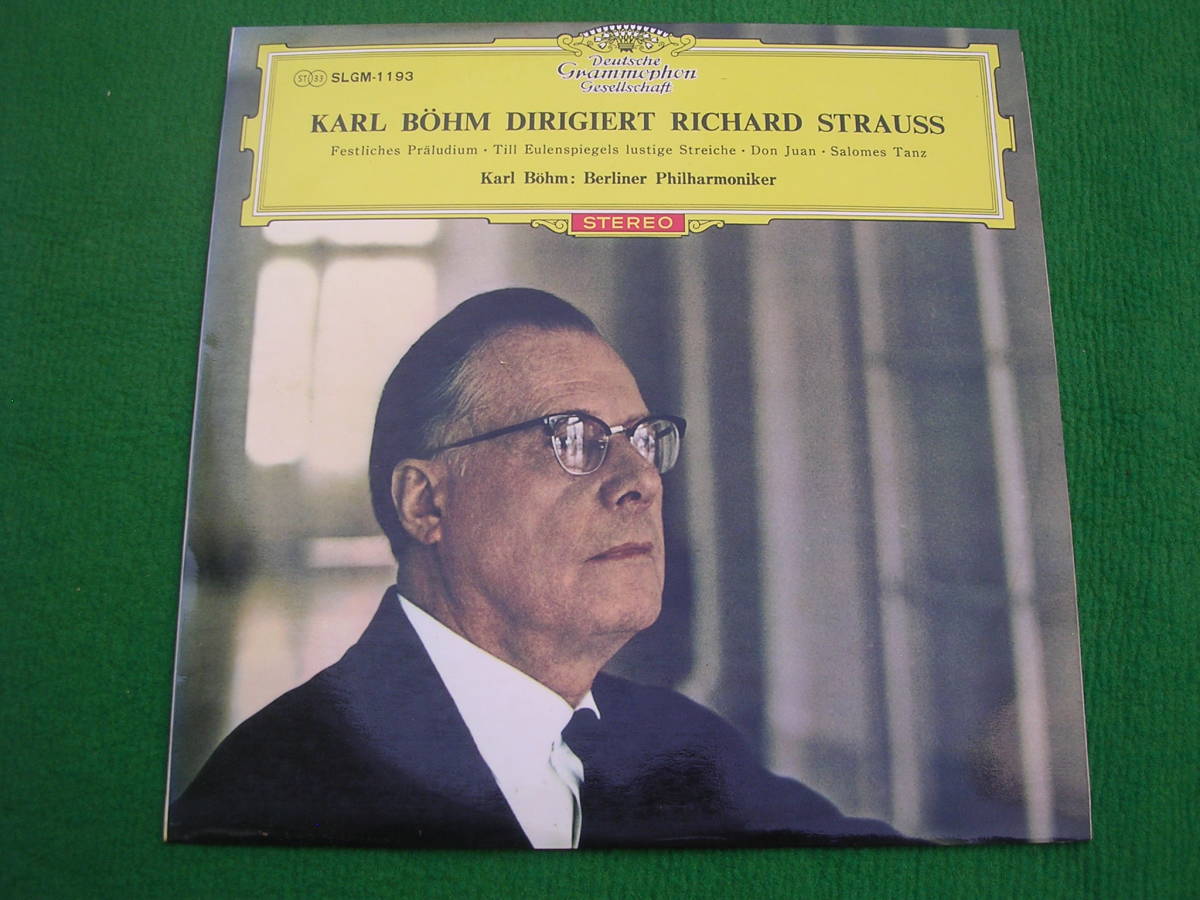 Deutsche
Grammophon
Gesellschaft
ST 33 SLGM-1193
KARL BÖHM DIRIGIERT RICHARD STRAUSS
Festliches Präludium · Till Eulenspiegels lustige Streiche · Don Juan · Salomes Tanz
Karl Böhm: Berliner Philharmoniker
STEREO